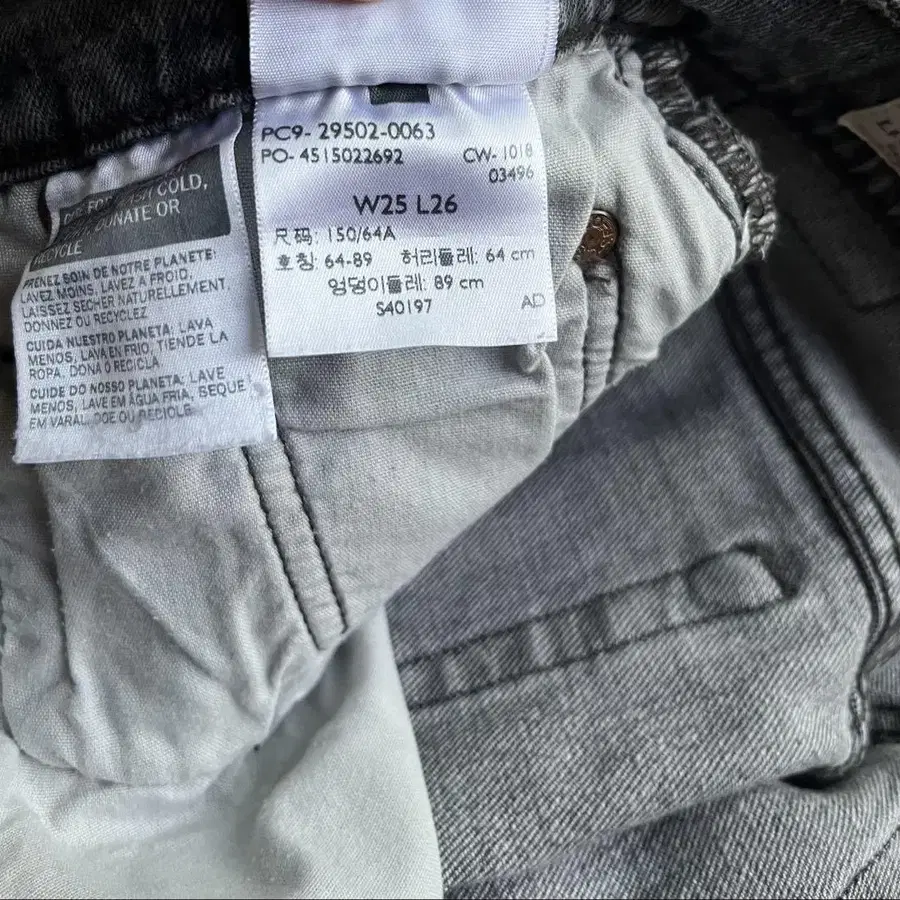 PC9- 29502-0063
PO- 4515022692 CW- 1018
03496
W25 L26
尺码: 150/64A
호칭: 64-89 허리둘레: 64 cm
엉덩이둘레: 89 cm
S40197 AD
COLD,
DONATE OR
RECYCLE
PRENEZ SOIN DE NOTRE PLANETE:
LAVEZ MOINS, LAVEZ A FROID,
LAISSEZ SECHER NATURELLEMENT,
DONNEZ OU RECYCLEZ
CUIDA NUESTRO PLANETA: LAVA
MENOS, LAVA EN FRIO, TIENDE LA
ROPA, DONA O RECICLA
CUIDE DO NOSSO PLANETA, LAVE
MENOS, LAVE EM ÁGUA FRIA, SEQUE
EM VARAL, DOE OU RECICLE